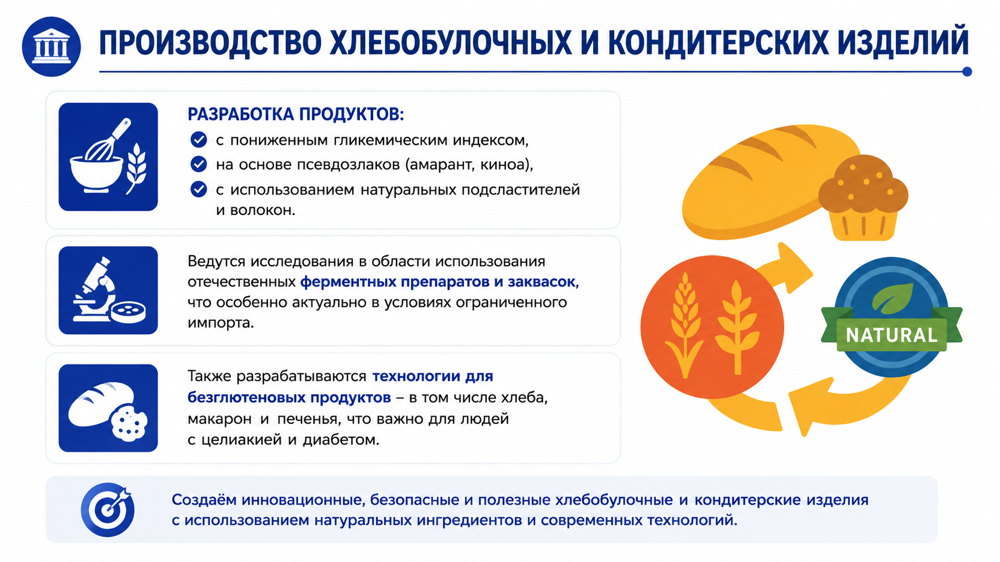 ПРОИЗВОДСТВО ХЛЕБОБУЛОЧНЫХ И КОНДИТЕРСКИХ ИЗДЕЛИЙ
РАЗРАБОТКА ПРОДУКТОВ:
с пониженным гликемическим индексом,
на основе псевдозлаков (амарант, киноа),
с использованием натуральных подсластителей
и волокон.
Ведутся исследования в области использования
отечественных ферментных препаратов и заквасок,
что особенно актуально в условиях ограниченного
импорта.
Также разрабатываются технологии для
безглютеновых продуктов – в том числе хлеба,
макарон и печенья, что важно для людей
с целиакией и диабетом.
NATURAL
Создаём инновационные, безопасные и полезные хлебобулочные и кондитерские изделия
с использованием натуральных ингредиентов и современных технологий.